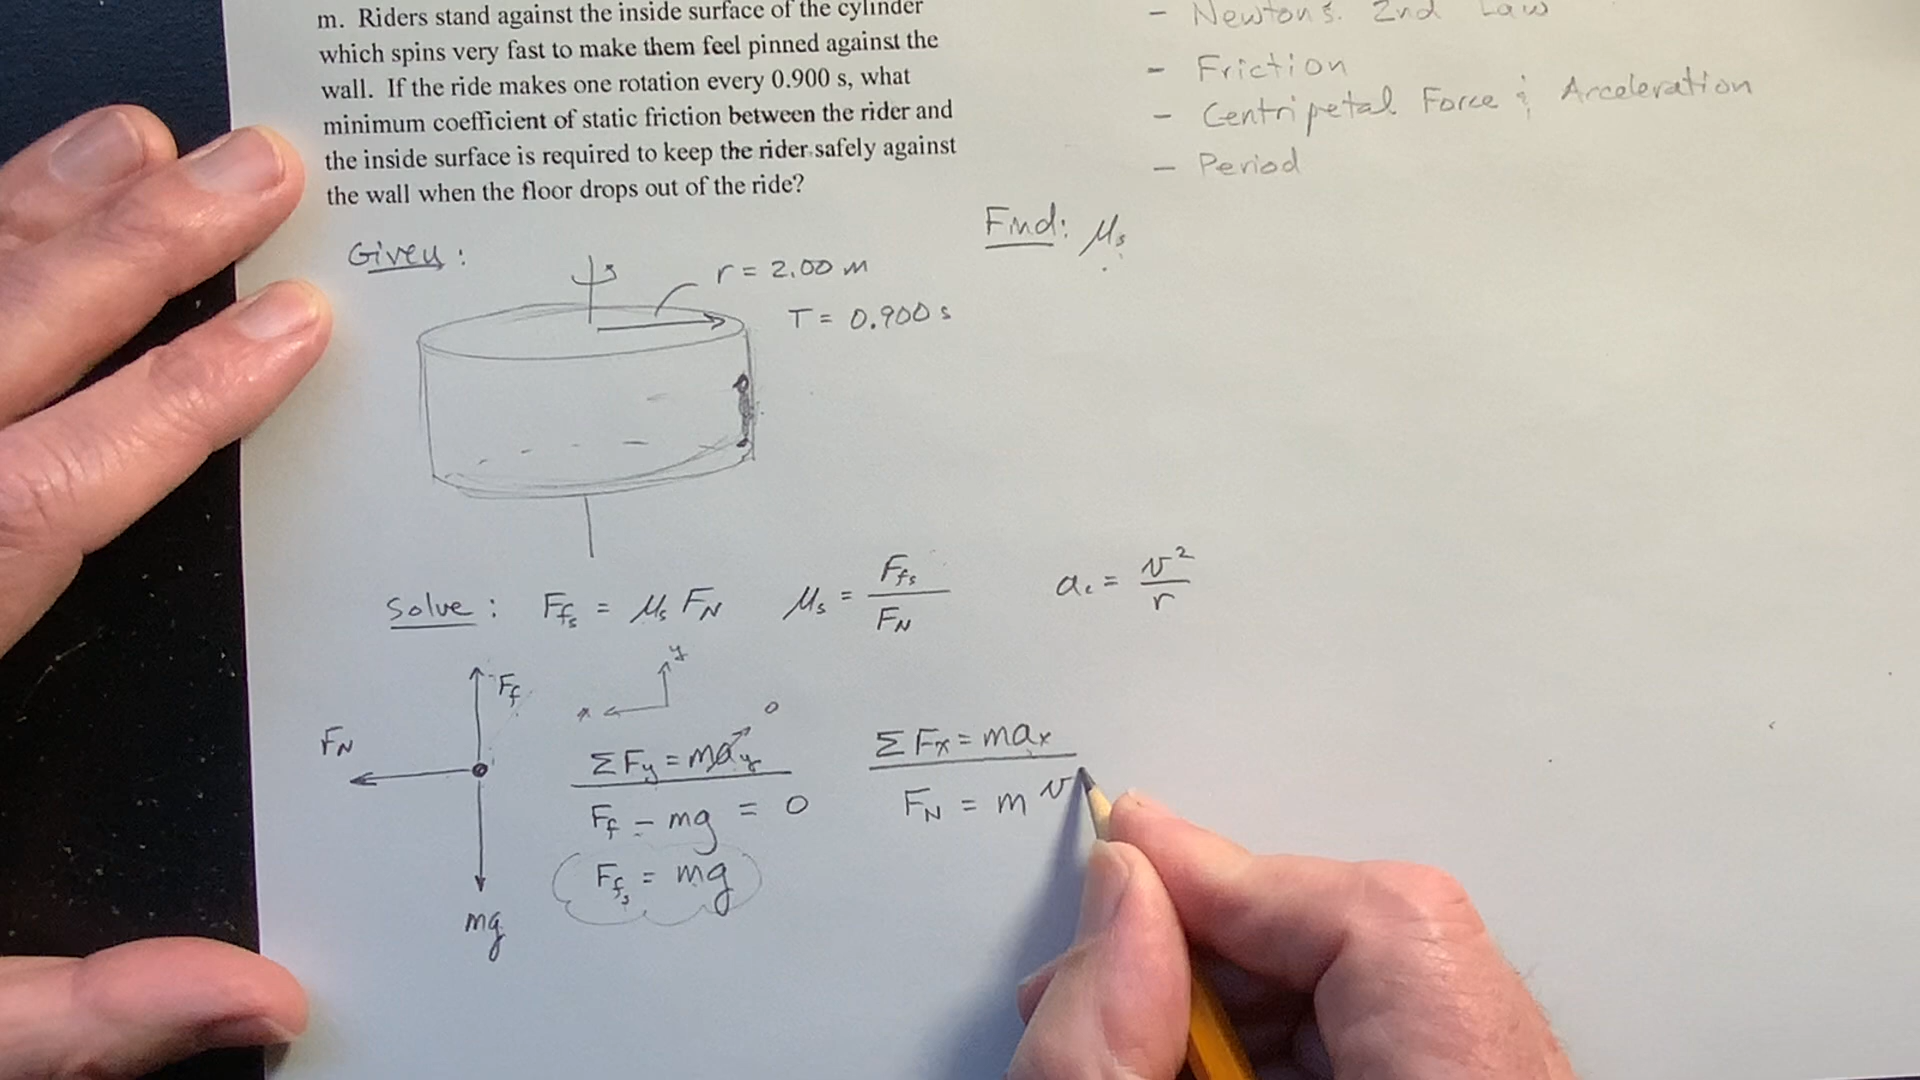 m. Riders stand against the inside surface of the cylinder
which spins very fast to make them feel pinned against the
wall. If the ride makes one rotation every 0.900 s, what
minimum coefficient of static friction between the rider and
the inside surface is required to keep the rider safely against
the wall when the floor drops out of the ride?
- Newton's 2nd Law
- Friction
- Centripetal Force & Acceleration
- Period
Given:
Find: μs
r = 2.00 m
T = 0.900 s
Solve: Ffs = μs FN
μs = Ffs / FN
ac = v² / r
Ff
FN
mg
y
x
ΣFy = may 0
Ff - mg = 0
Ffs = mg
ΣFx = max
FN = m v